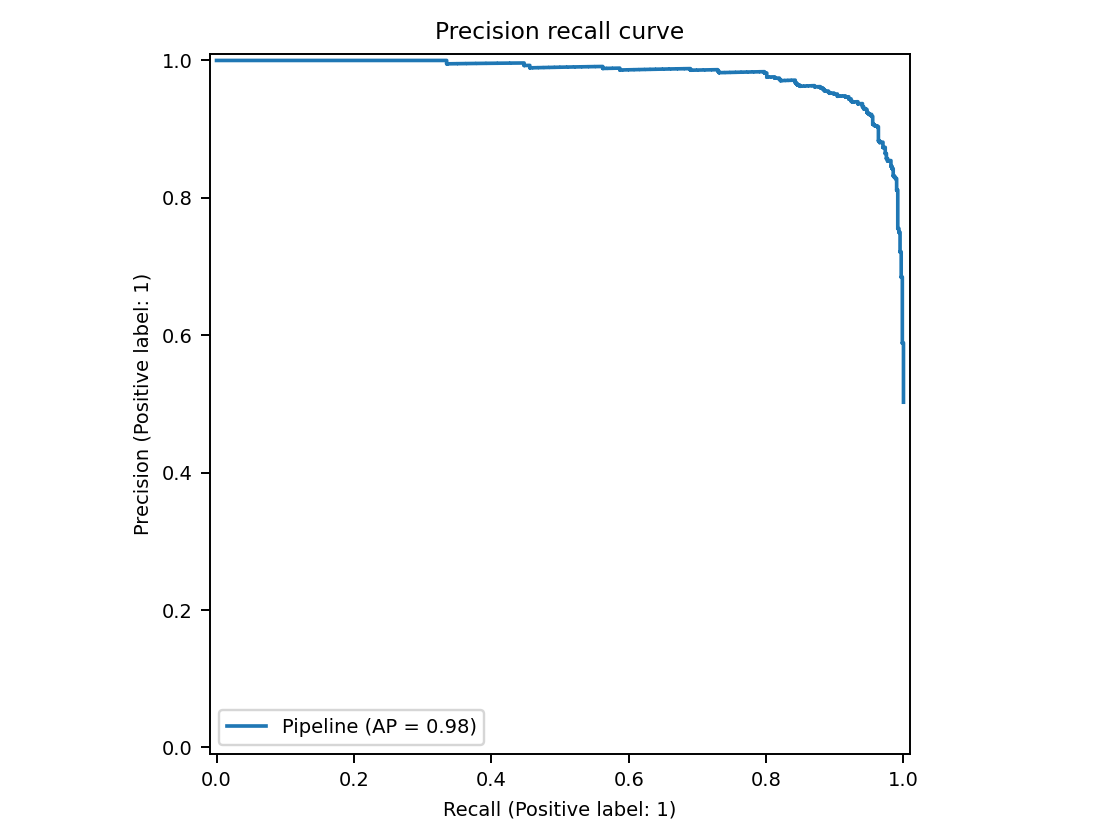 Precision recall curve
1.0
0.8
0.6
0.4
0.2
0.0
Precision (Positive label: 1)
Pipeline (AP = 0.98)
0.0 0.2 0.4 0.6 0.8 1.0
Recall (Positive label: 1)